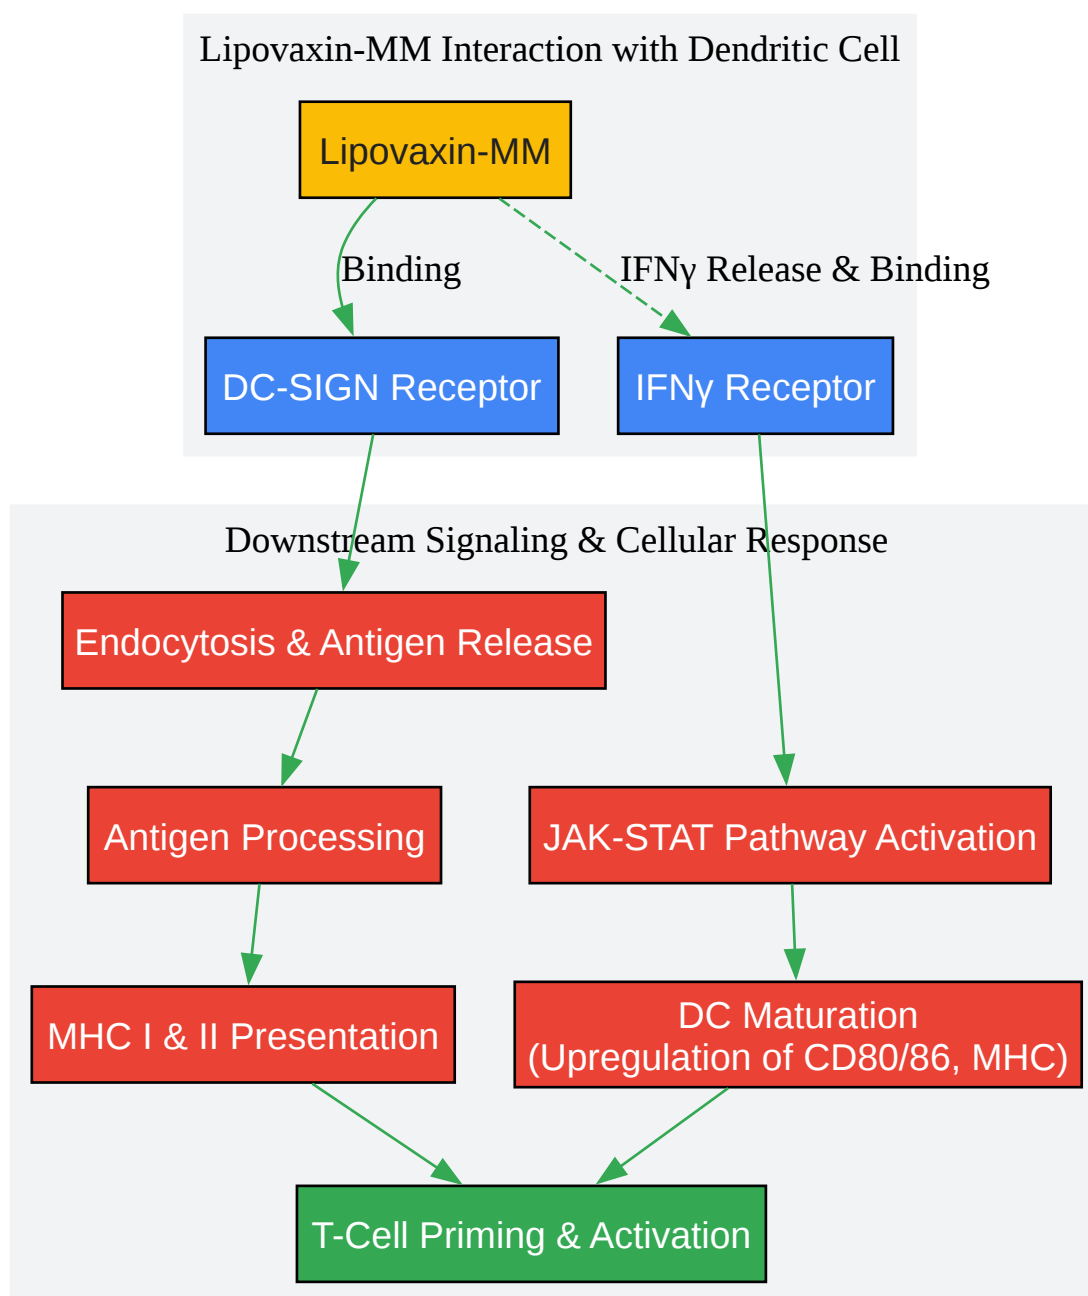 Lipovaxin-MM Interaction with Dendritic Cell
Lipovaxin-MM
Binding
IFNγ Release & Binding
DC-SIGN Receptor
IFNγ Receptor
Downstream Signaling & Cellular Response
Endocytosis & Antigen Release
Antigen Processing
JAK-STAT Pathway Activation
MHC I & II Presentation
DC Maturation
(Upregulation of CD80/86, MHC)
T-Cell Priming & Activation